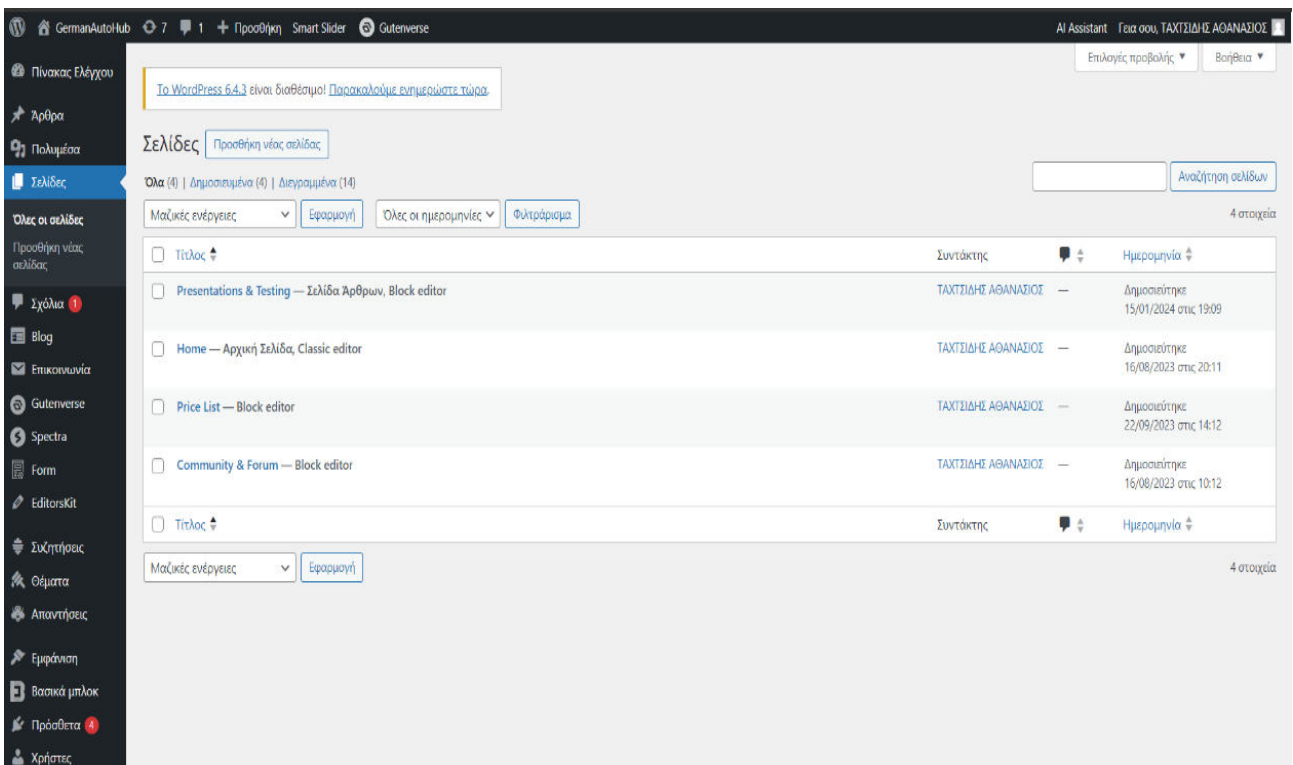 GermanAutoHub 7 1 + Προσθήκη Smart Slider Gutenverse AI Assistant Γεια σου, ΤΑΧΤΣΙΔΗΣ ΑΘΑΝΑΣΙΟΣ
Επιλογές προβολής ▼ Βοήθεια ▼
Πίνακας Ελέγχου
Άρθρα
Πολυμέσα
Σελίδες
Όλες οι σελίδες
Προσθήκη νέας
σελίδας
Σχόλια 1
Blog
Επικοινωνία
Gutenverse
Spectra
Form
EditorsKit
Συζητήσεις
Θέματα
Απαντήσεις
Εμφάνιση
Βασικά μπλοκ
Πρόσθετα 4
Χρήστες
Το WordPress 6.4.3 είναι διαθέσιμο! Παρακαλούμε ενημερώστε τώρα.
Σελίδες Προσθήκη νέας σελίδας
Όλα (4) | Δημοσιευμένα (4) | Διεγραμμένα (14)
Αναζήτηση σελίδων
Μαζικές ενέργειες Εφαρμογή Όλες οι ημερομηνίες Φιλτράρισμα 4 στοιχεία
Τίτλος Συντάκτης Ημερομηνία
Presentations & Testing — Σελίδα Άρθρων, Block editor ΤΑΧΤΣΙΔΗΣ ΑΘΑΝΑΣΙΟΣ — Δημοσιεύτηκε
15/01/2024 στις 19:09
Home — Αρχική Σελίδα, Classic editor ΤΑΧΤΣΙΔΗΣ ΑΘΑΝΑΣΙΟΣ — Δημοσιεύτηκε
16/08/2023 στις 20:11
Price List — Block editor ΤΑΧΤΣΙΔΗΣ ΑΘΑΝΑΣΙΟΣ — Δημοσιεύτηκε
22/09/2023 στις 14:12
Community & Forum — Block editor ΤΑΧΤΣΙΔΗΣ ΑΘΑΝΑΣΙΟΣ — Δημοσιεύτηκε
16/08/2023 στις 10:12
Τίτλος Συντάκτης Ημερομηνία
Μαζικές ενέργειες Εφαρμογή 4 στοιχεία